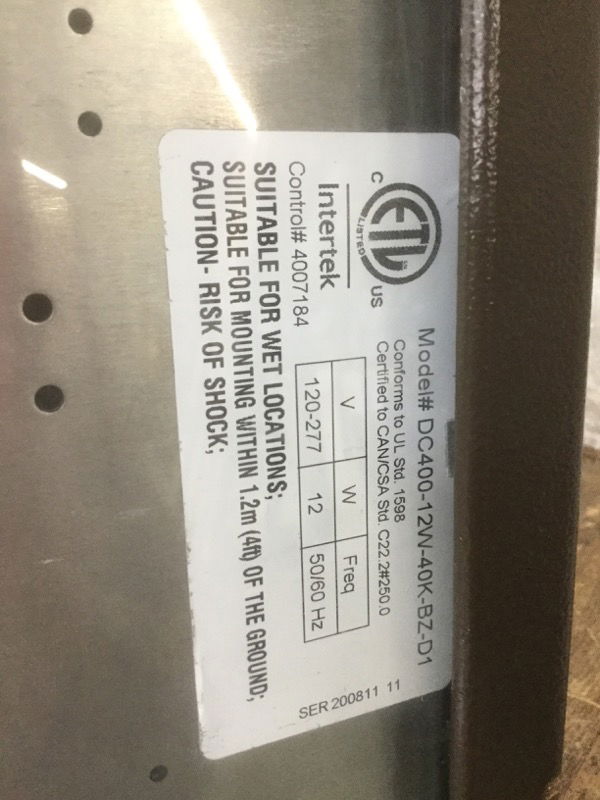 Model# DC400-12W-40K-BZ-D1
Conforms to UL Std. 1598
Certified to CAN/CSA Std. C22.2#250.0
C ETL US
LISTED
Intertek
Control# 4007184
V W Freq
120-277 12 50/60 Hz
SER 200811 11
SUITABLE FOR WET LOCATIONS;
SUITABLE FOR MOUNTING WITHIN 1.2m (4ft) OF THE GROUND;
CAUTION- RISK OF SHOCK;